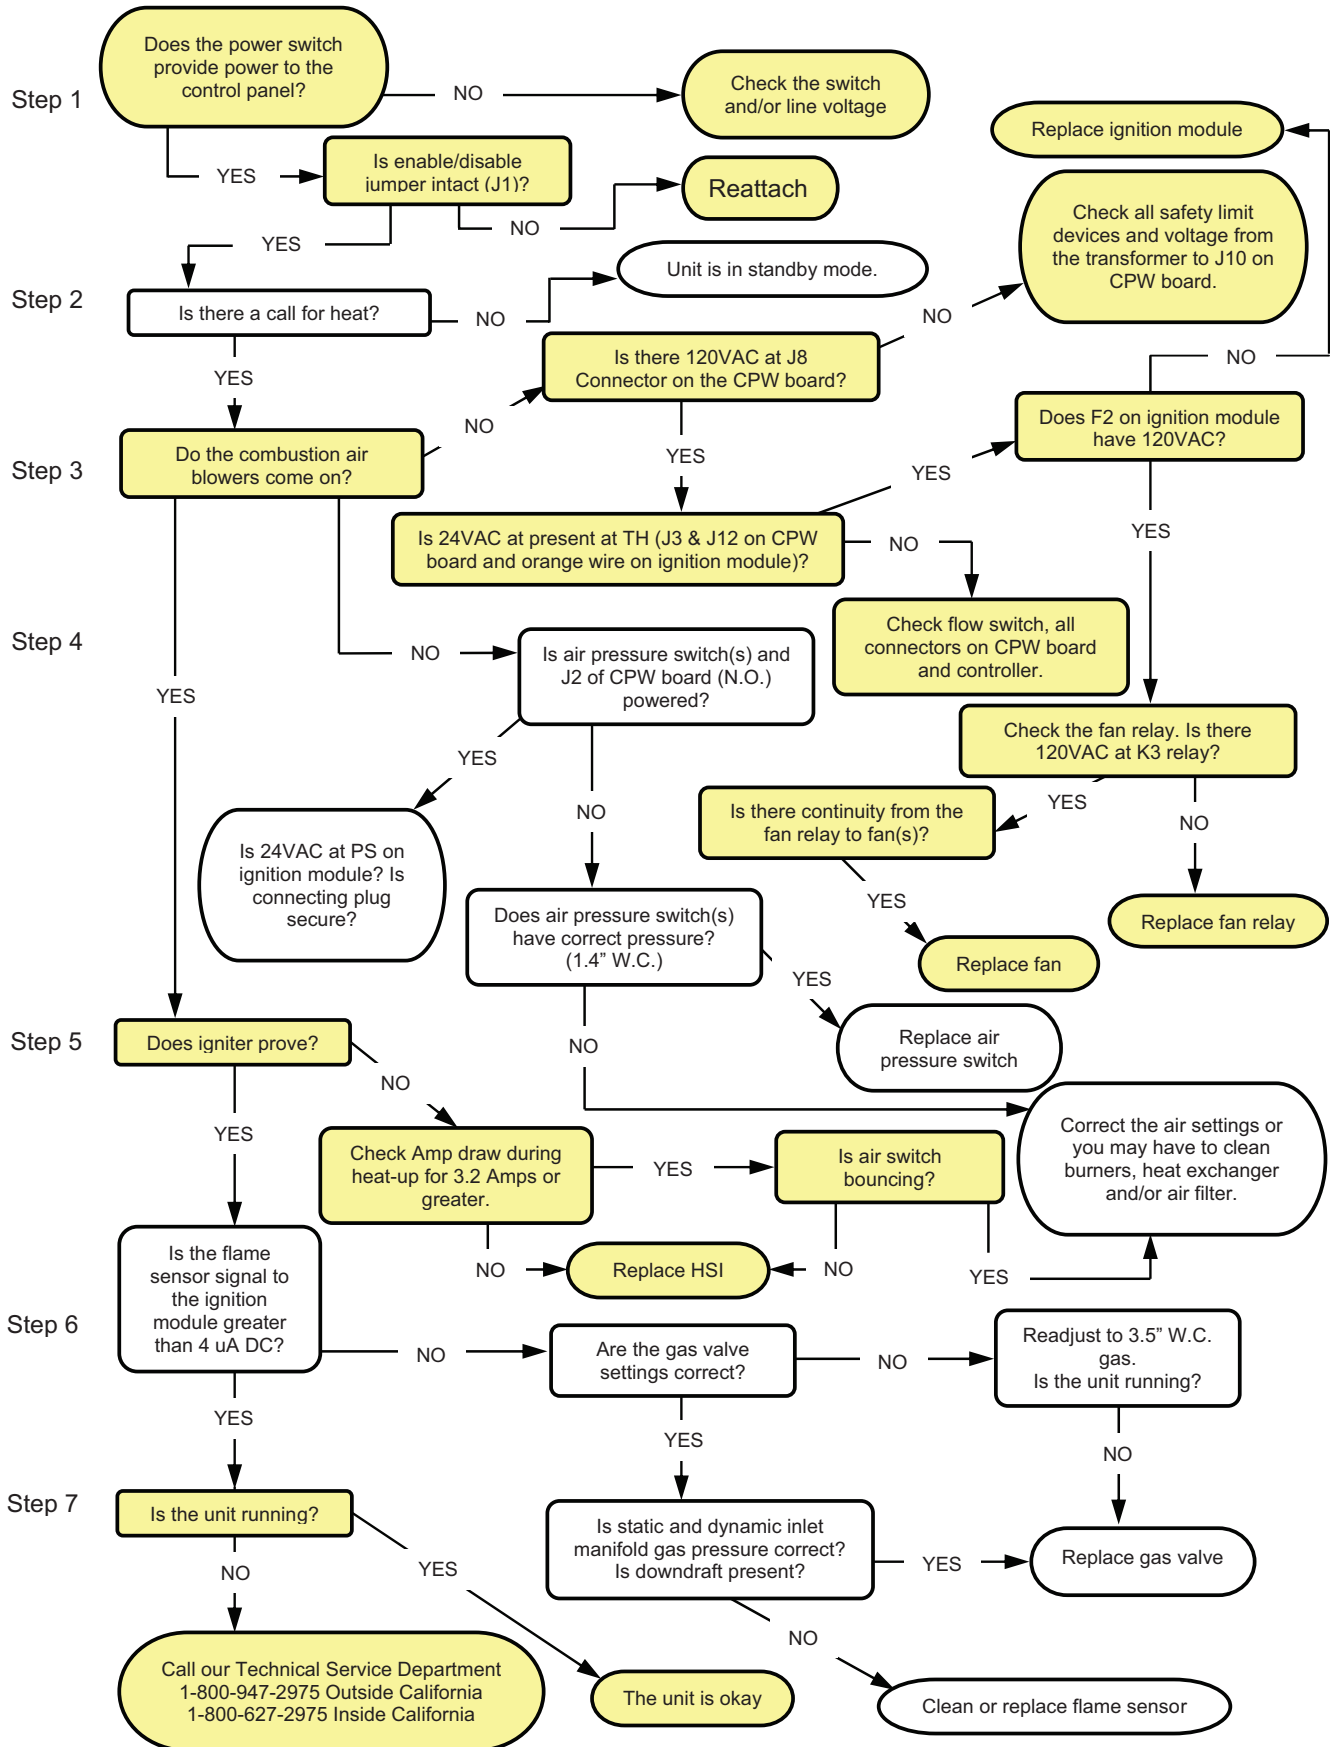 Step 1
Does the power switch
provide power to the
control panel?
NO
Check the switch
and/or line voltage
YES
Is enable/disable
jumper intact (J1)?
NO
Reattach
Replace ignition module
Check all safety limit
devices and voltage from
the transformer to J10 on
CPW board.
YES
Step 2
Is there a call for heat?
NO
Unit is in standby mode.
YES
Step 3
Do the combustion air
blowers come on?
NO
Is there 120VAC at J8
Connector on the CPW board?
NO
YES
Is 24VAC at present at TH (J3 & J12 on CPW
board and orange wire on ignition module)?
YES
Does F2 on ignition module
have 120VAC?
NO
YES
NO
Check flow switch, all
connectors on CPW board
and controller.
Check the fan relay. Is there
120VAC at K3 relay?
YES
NO
Is there continuity from the
fan relay to fan(s)?
YES
Replace fan
Replace fan relay
Step 4
YES
NO
Is air pressure switch(s) and
J2 of CPW board (N.O.)
powered?
YES
NO
Is 24VAC at PS on
ignition module? Is
connecting plug
secure?
Does air pressure switch(s)
have correct pressure?
(1.4” W.C.)
YES
Replace air
pressure switch
NO
Correct the air settings or
you may have to clean
burners, heat exchanger
and/or air filter.
Step 5
Does igniter prove?
NO
YES
Check Amp draw during
heat-up for 3.2 Amps or
greater.
YES
Is air switch
bouncing?
NO
Replace HSI
NO
YES
Step 6
Is the flame
sensor signal to
the ignition
module greater
than 4 uA DC?
NO
Are the gas valve
settings correct?
NO
Readjust to 3.5” W.C.
gas.
Is the unit running?
YES
YES
NO
Step 7
Is the unit running?
NO
YES
Is static and dynamic inlet
manifold gas pressure correct?
Is downdraft present?
YES
Replace gas valve
NO
Call our Technical Service Department
1-800-947-2975 Outside California
1-800-627-2975 Inside California
The unit is okay
Clean or replace flame sensor